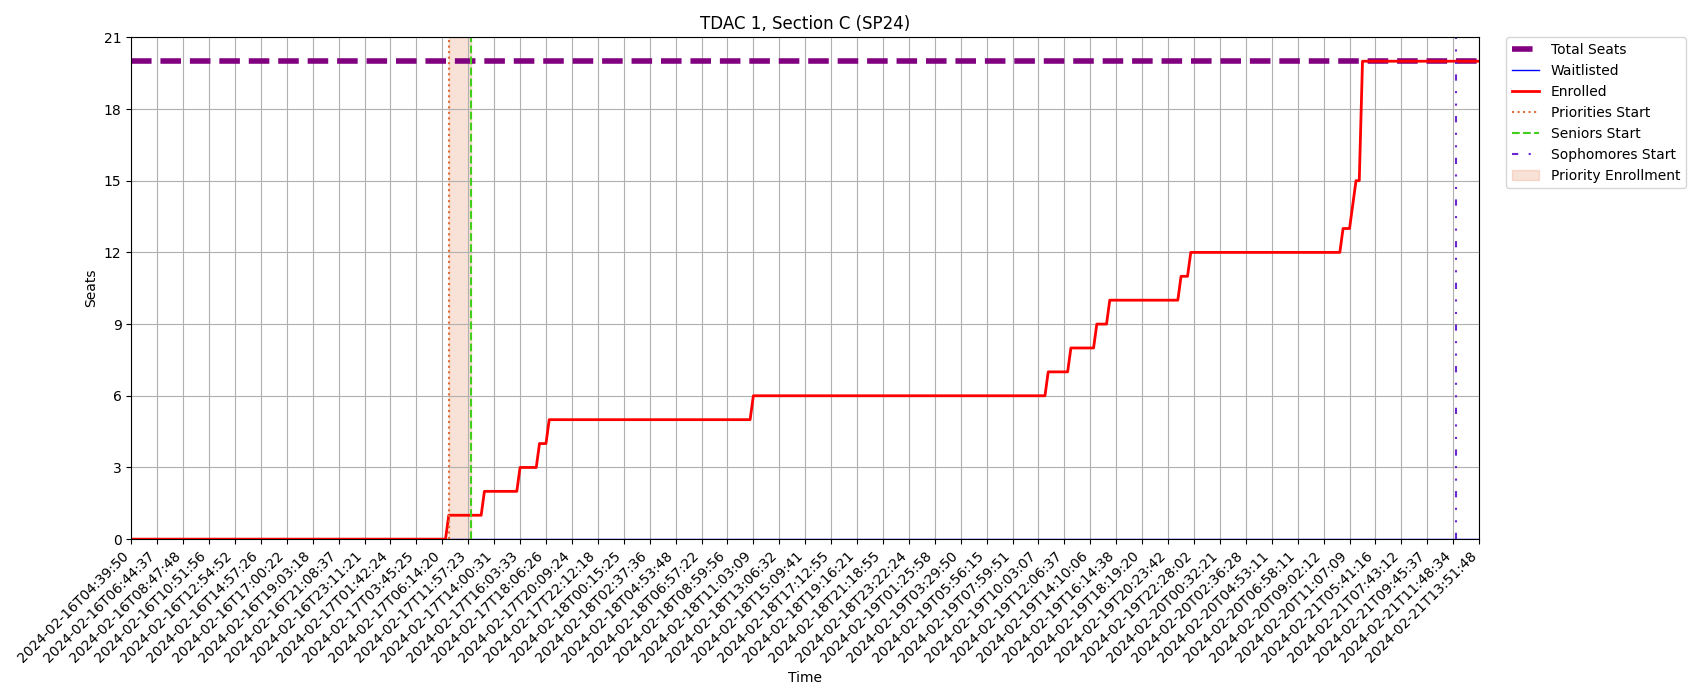 TDAC 1, Section C (SP24)
21
18
15
12
9
6
3
0
Seats
Total Seats
Waitlisted
Enrolled
Priorities Start
Seniors Start
Sophomores Start
Priority Enrollment
2024-02-16T04:39:50
2024-02-16T06:44:37
2024-02-16T08:47:48
2024-02-16T10:51:56
2024-02-16T12:54:52
2024-02-16T14:57:26
2024-02-16T17:00:22
2024-02-16T19:03:18
2024-02-16T21:08:37
2024-02-16T23:11:21
2024-02-17T01:42:24
2024-02-17T03:45:25
2024-02-17T06:14:20
2024-02-17T11:57:23
2024-02-17T14:00:31
2024-02-17T16:03:33
2024-02-17T18:06:26
2024-02-17T20:09:24
2024-02-17T22:12:18
2024-02-18T00:15:25
2024-02-18T02:37:36
2024-02-18T04:53:48
2024-02-18T06:57:22
2024-02-18T08:59:56
2024-02-18T11:03:09
2024-02-18T13:06:32
2024-02-18T15:09:41
2024-02-18T17:12:55
2024-02-18T19:16:21
2024-02-18T21:18:55
2024-02-18T23:22:24
2024-02-19T01:25:58
2024-02-19T03:29:50
2024-02-19T05:56:15
2024-02-19T07:59:51
2024-02-19T10:03:07
2024-02-19T12:06:37
2024-02-19T14:10:06
2024-02-19T16:14:38
2024-02-19T18:19:20
2024-02-19T20:23:42
2024-02-19T22:28:02
2024-02-20T00:32:21
2024-02-20T02:36:28
2024-02-20T04:53:11
2024-02-20T06:58:11
2024-02-20T09:02:12
2024-02-20T11:07:09
2024-02-21T05:41:16
2024-02-21T07:43:12
2024-02-21T09:45:37
2024-02-21T11:48:34
2024-02-21T13:51:48
Time